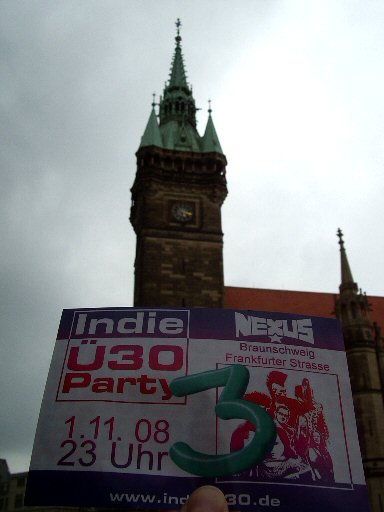 Indie
Ü30
Party
NEXUS
Braunschweig
Frankfurter Strasse
1.11. 08
23 Uhr
3